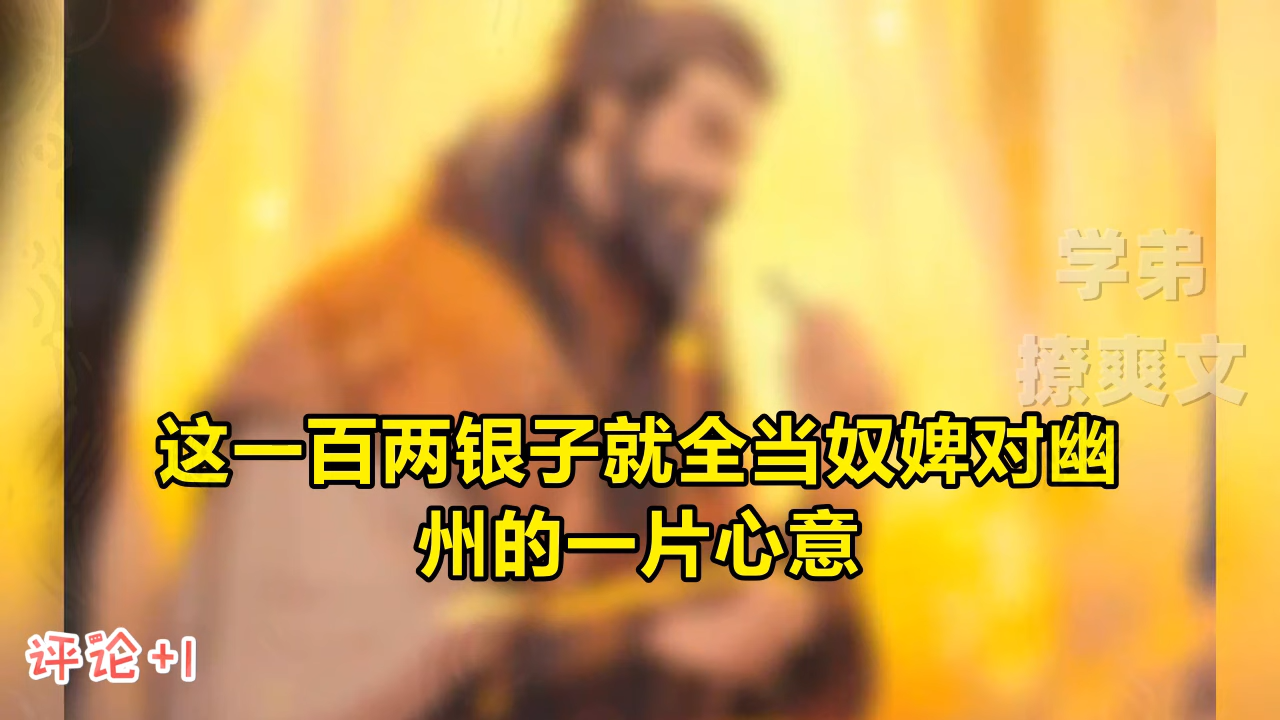 学弟
撩爽文
这一百两银子就全当奴婢对幽
州的一片心意
评论+1